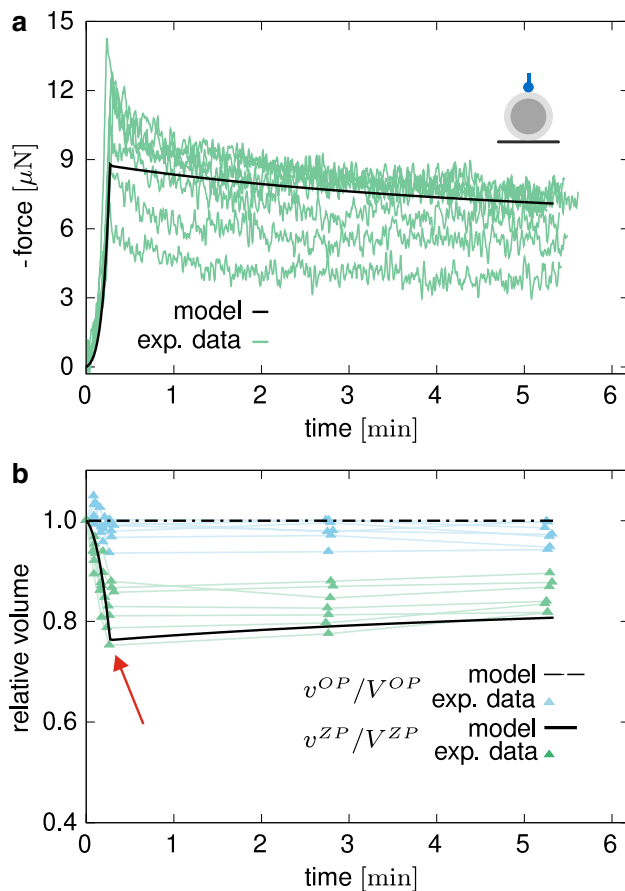 a
15
12
9
6
3
0
-force [μN]
model
exp. data
0 1 2 3 4 5 6
time [min]
b
1.0
0.8
0.6
0.4
relative volume
v^{OP}/V^{OP} model
exp. data
v^{ZP}/V^{ZP} model
exp. data
0 1 2 3 4 5 6
time [min]